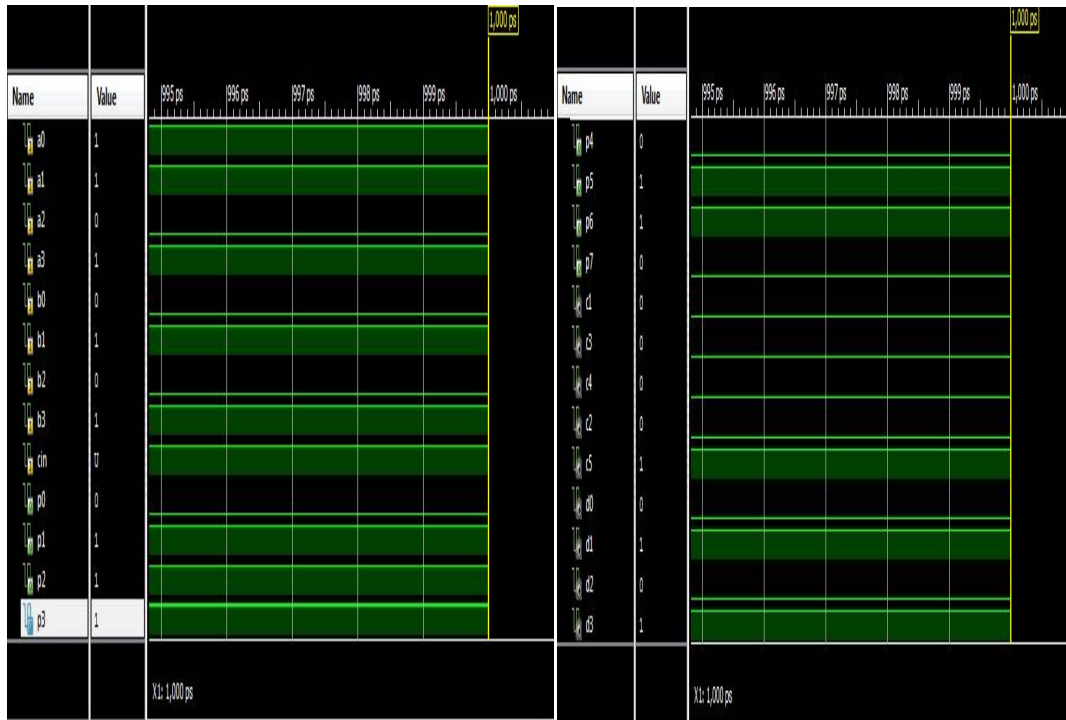 1,000 ps
Name Value 995 ps 996 ps 997 ps 998 ps 999 ps 1,000 ps
a0 1
a1 1
a2 0
a3 1
b0 0
b1 1
b2 0
b3 1
cin U
p0 0
p1 1
p2 1
p3 1
X1: 1,000 ps
1,000 ps
Name Value 995 ps 996 ps 997 ps 998 ps 999 ps 1,000 ps
p4 0
p5 1
p6 1
p7 0
c1 0
c3 0
c4 0
c2 0
c5 1
d0 0
d1 1
d2 0
d3 1
X1: 1,000 ps